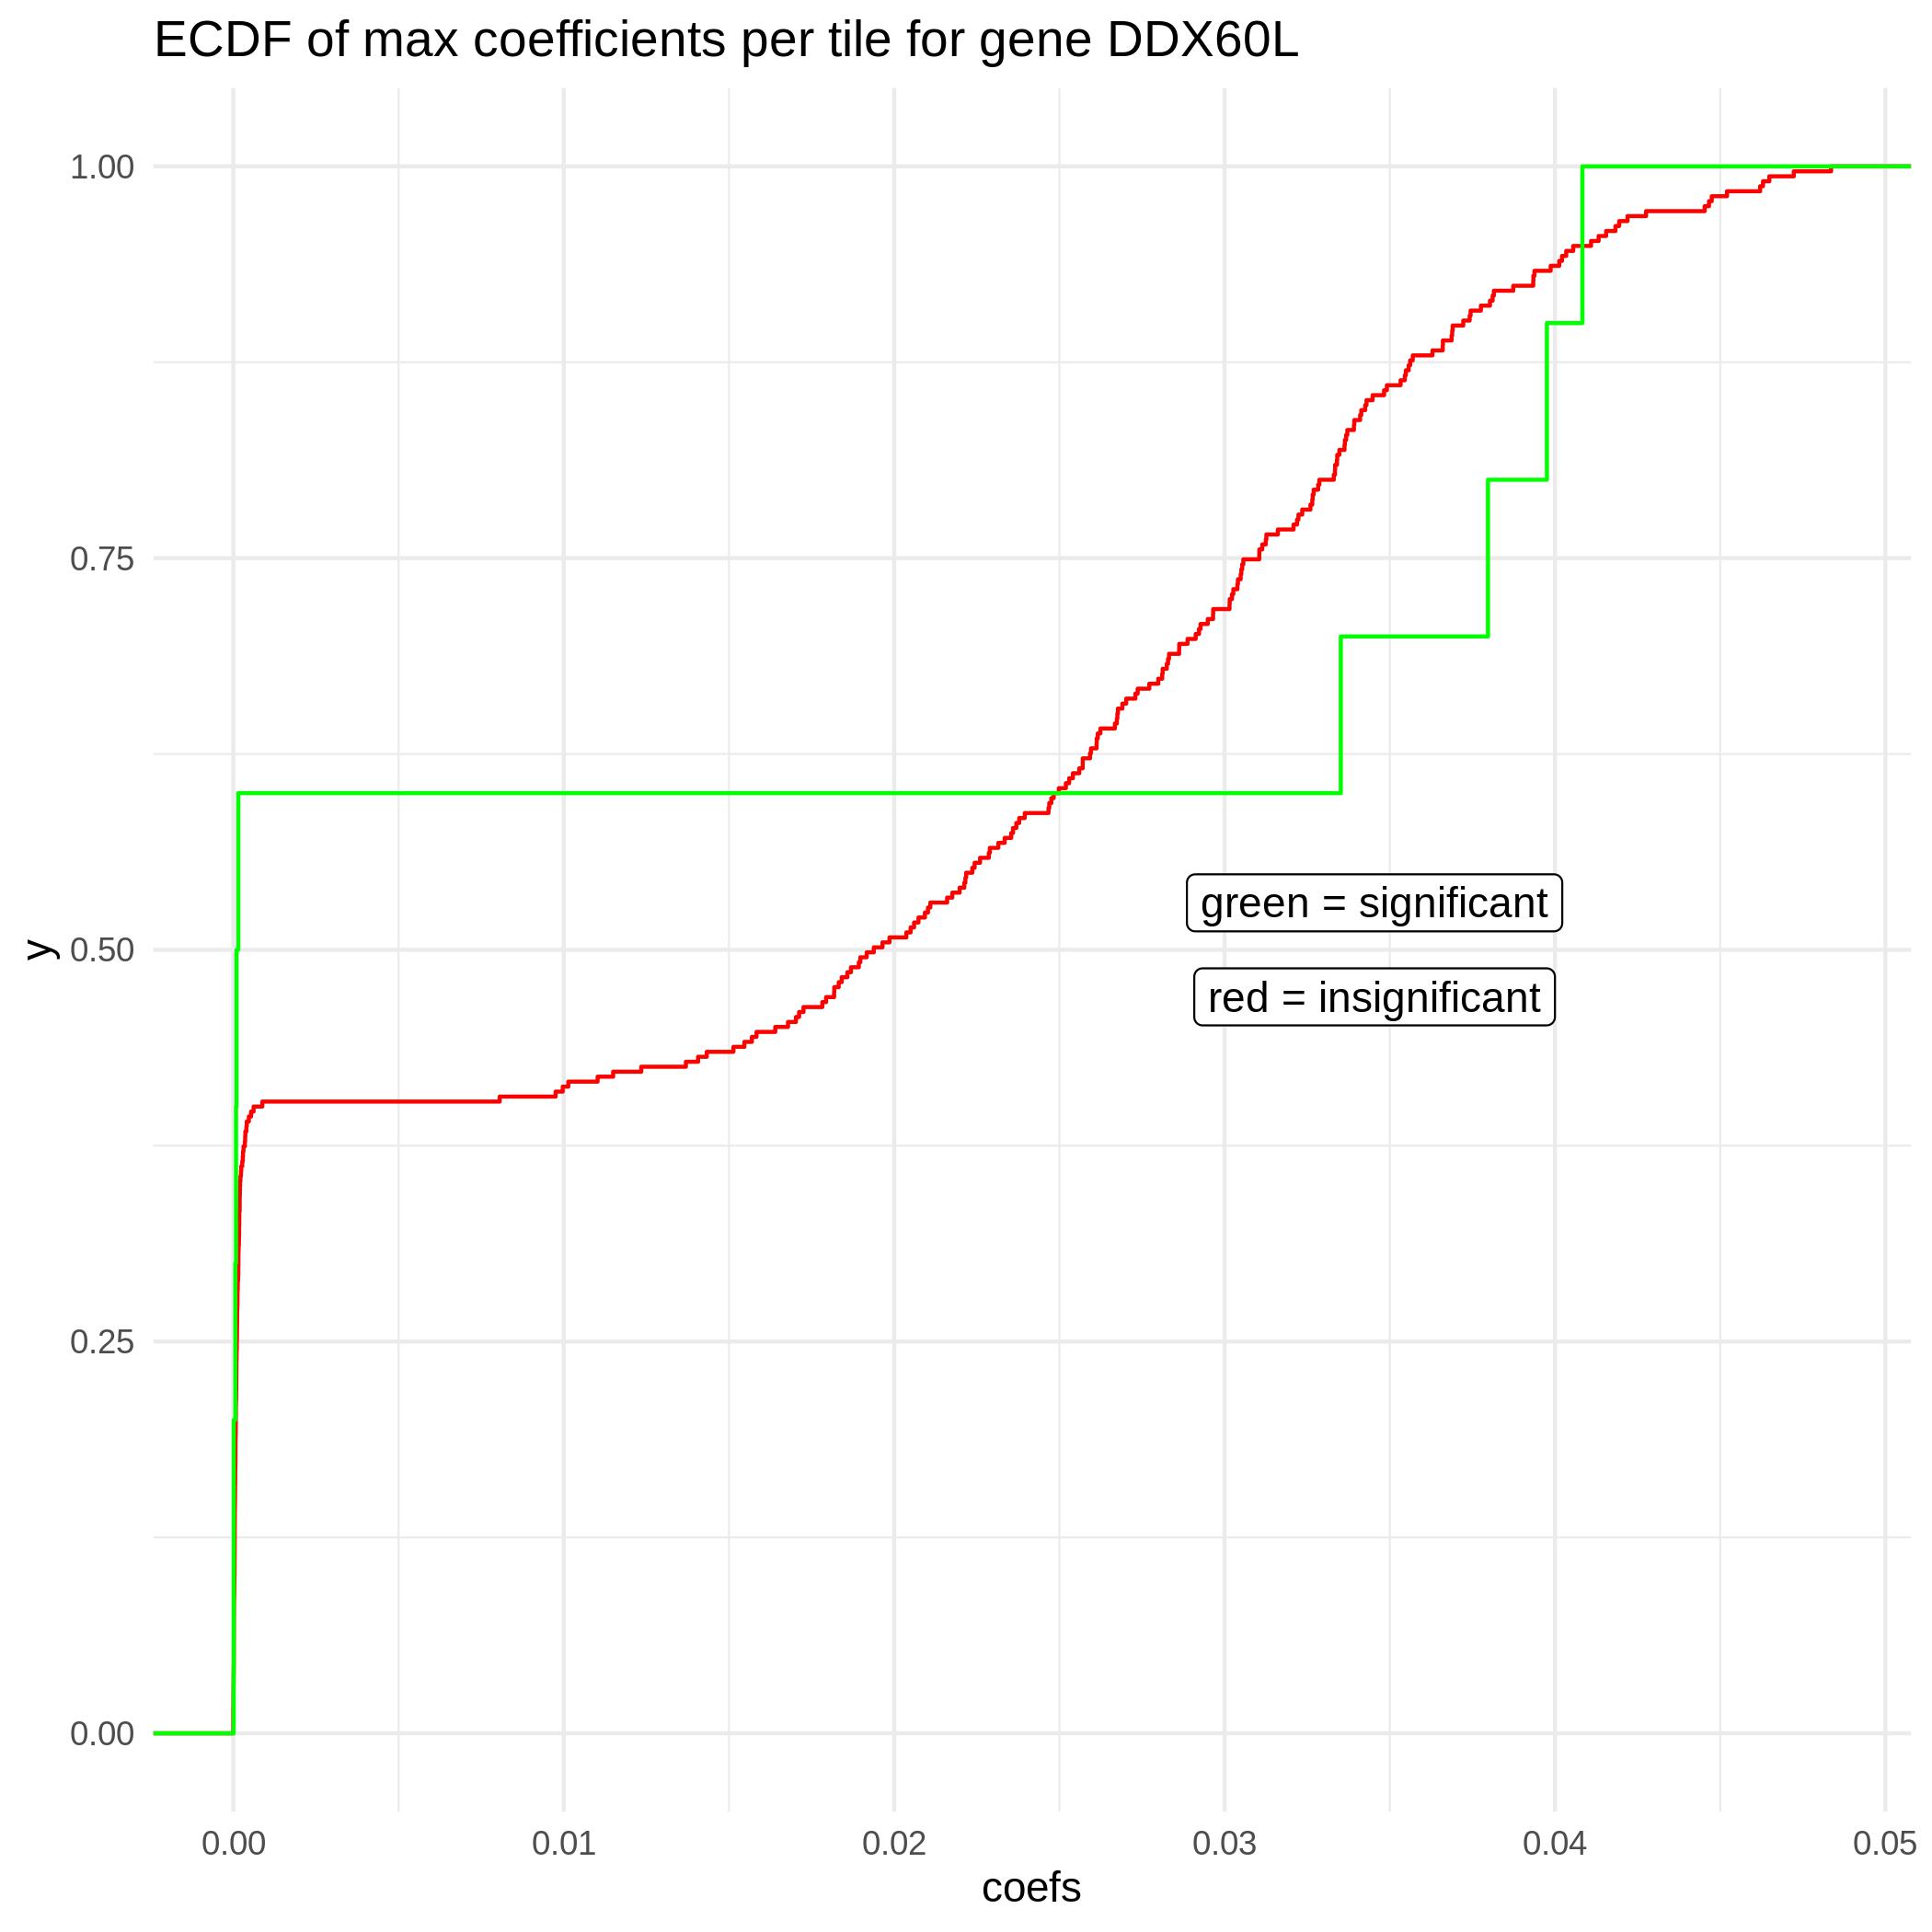 ECDF of max coefficients per tile for gene DDX60L
1.00
0.75
0.50
0.25
0.00
y
green = significant
red = insignificant
0.00 0.01 0.02 0.03 0.04 0.05
coefs